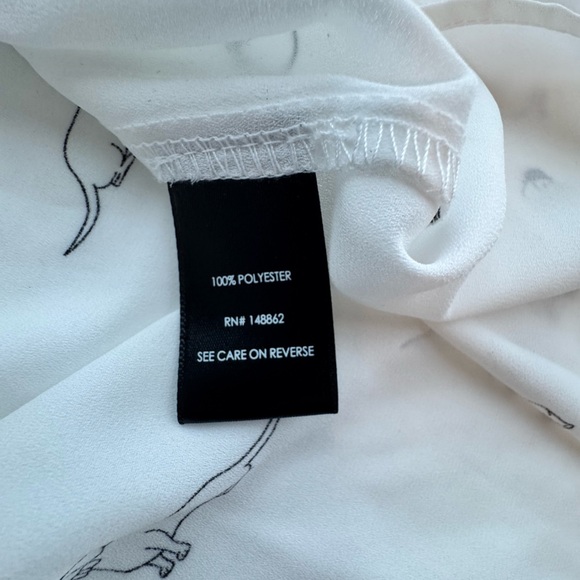 100% POLYESTER
RN# 148862
SEE CARE ON REVERSE